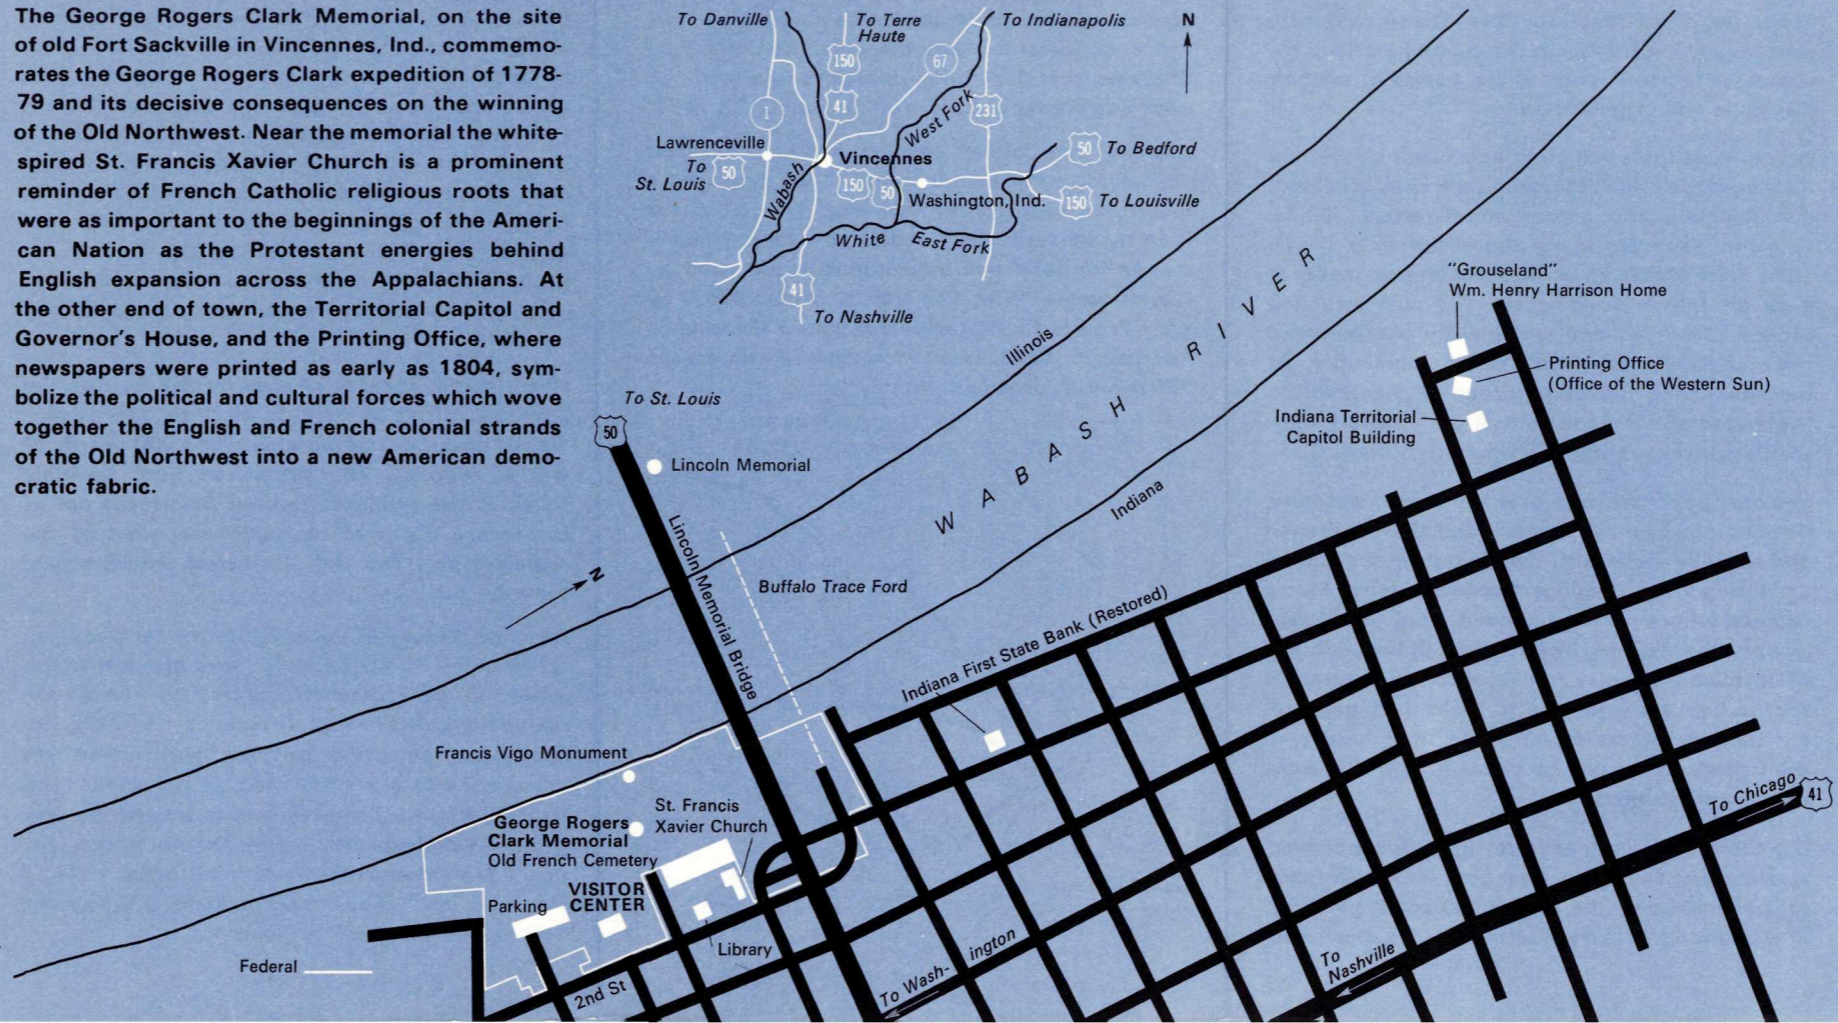 The George Rogers Clark Memorial, on the site
of old Fort Sackville in Vincennes, Ind., commemo-
rates the George Rogers Clark expedition of 1778-
79 and its decisive consequences on the winning
of the Old Northwest. Near the memorial the white-
spired St. Francis Xavier Church is a prominent
reminder of French Catholic religious roots that
were as important to the beginnings of the Ameri-
can Nation as the Protestant energies behind
English expansion across the Appalachians. At
the other end of town, the Territorial Capitol and
Governor's House, and the Printing Office, where
newspapers were printed as early as 1804, sym-
bolize the political and cultural forces which wove
together the English and French colonial strands
of the Old Northwest into a new American demo-
cratic fabric.
To Danville
To Terre
Haute
To Indianapolis
N
150
67
1
41
231
West Fork
Lawrenceville
To
St. Louis
50
Vincennes
50
To Bedford
Wabash
150
50
Washington, Ind.
150
To Louisville
White
East Fork
41
To Nashville
Illinois
WABASH RIVER
Indiana
"Grouseland"
Wm. Henry Harrison Home
Printing Office
(Office of the Western Sun)
Indiana Territorial
Capitol Building
To St. Louis
50
Lincoln Memorial
Lincoln Memorial Bridge
N
Buffalo Trace Ford
Indiana First State Bank (Restored)
Francis Vigo Monument
St. Francis
Xavier Church
George Rogers
Clark Memorial
Old French Cemetery
VISITOR
CENTER
Parking
Library
Federal
2nd St
To Wash-
ington
To
Nashville
To Chicago
41